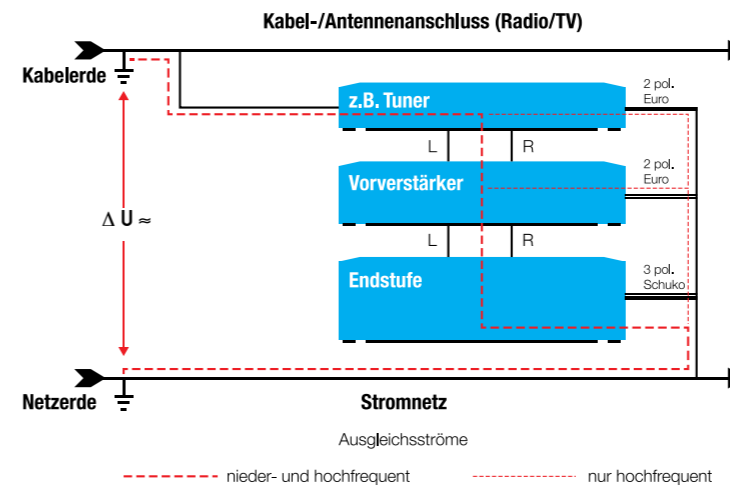 Kabel-/Antennenanschluss (Radio/TV)
Kabelerde
z.B. Tuner
2 pol.
Euro
L
R
Vorverstärker
2 pol.
Euro
Δ U ≈
L
R
Endstufe
3 pol.
Schuko
Netzerde
Stromnetz
Ausgleichsströme
nieder- und hochfrequent
nur hochfrequent